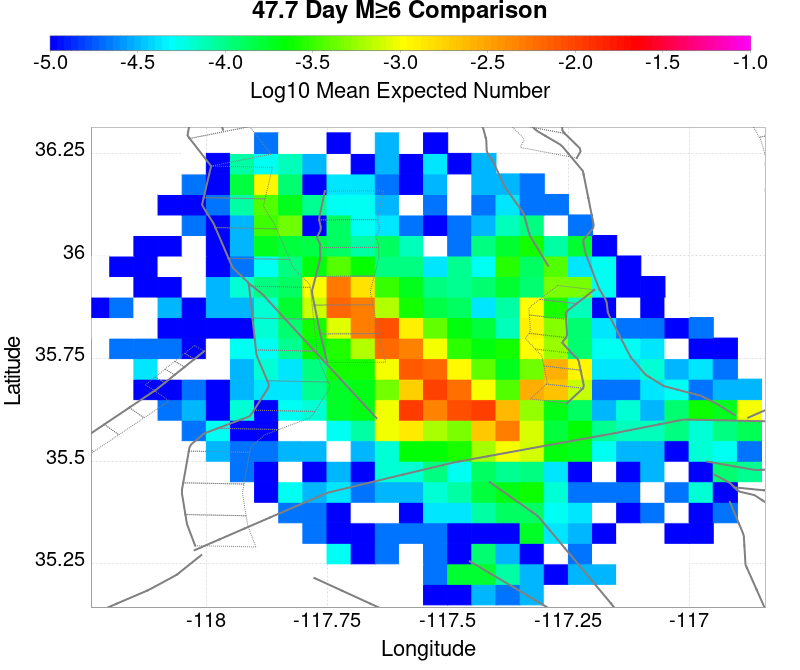 47.7 Day M≥6 Comparison
-5.0 -4.5 -4.0 -3.5 -3.0 -2.5 -2.0 -1.5 -1.0
Log10 Mean Expected Number
36.25
36
35.75
35.5
35.25
Latitude
-118 -117.75 -117.5 -117.25 -117
Longitude